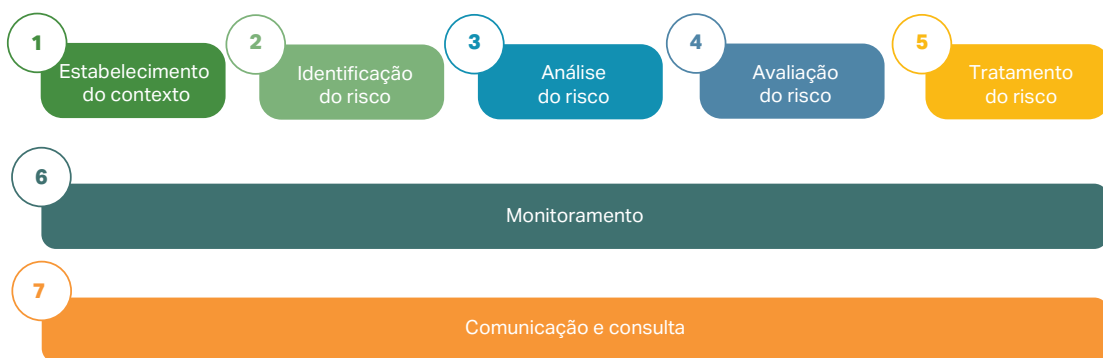 1
Estabelecimento
do contexto
2
Identificação
do risco
3
Análise
do risco
4
Avaliação
do risco
5
Tratamento
do risco
6
Monitoramento
7
Comunicação e consulta